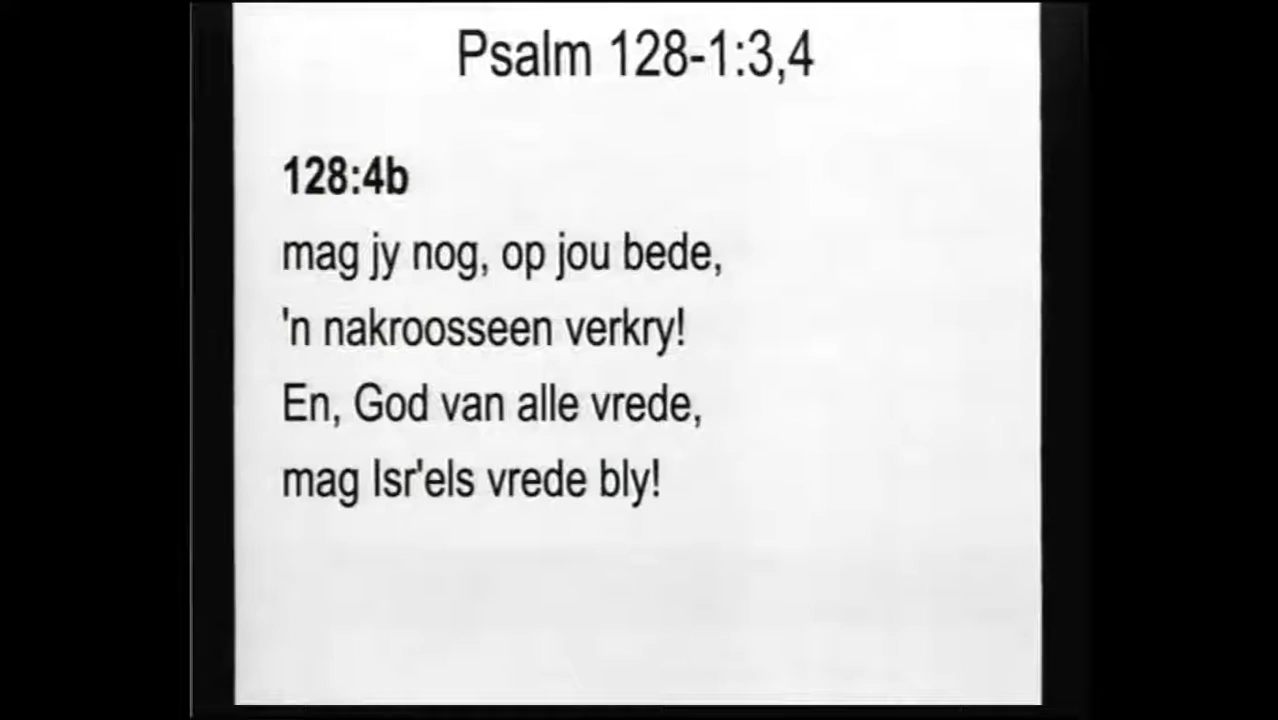 Psalm 128-1:3,4
128:4b
mag jy nog, op jou bede,
'n nakroosseen verkry!
En, God van alle vrede,
mag Isr'els vrede bly!